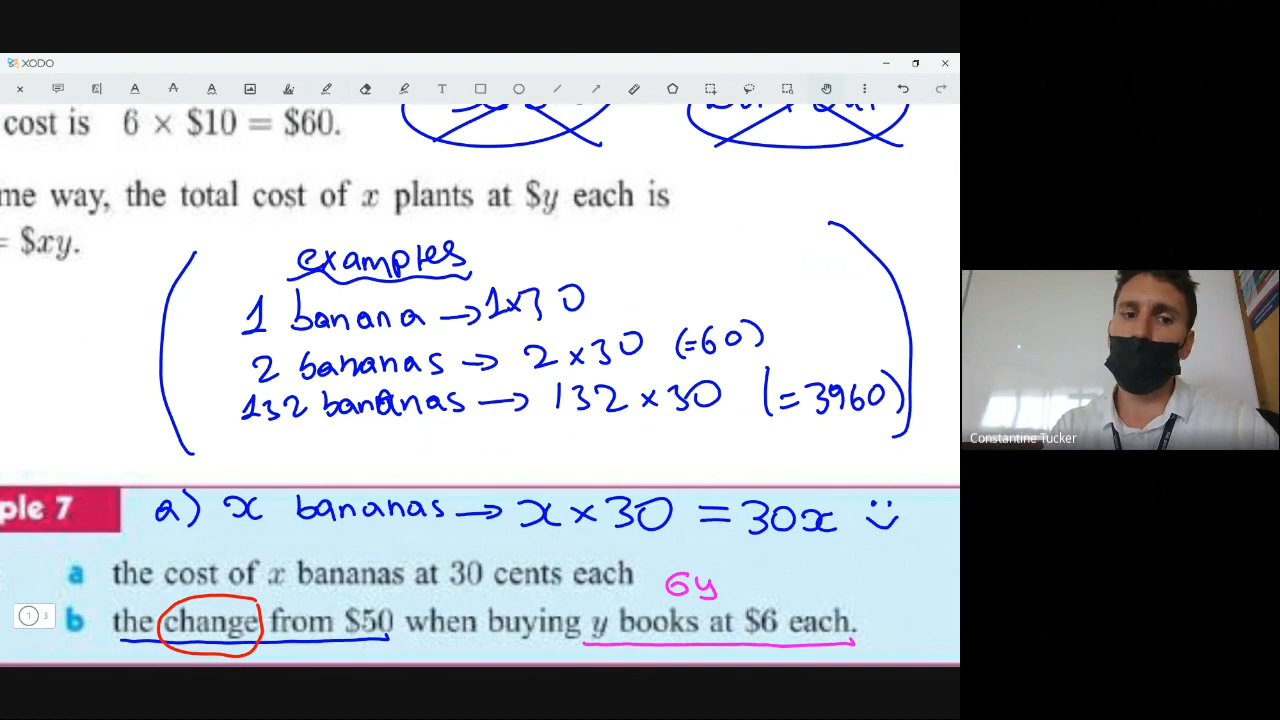 XODO
cost is 6 × $10 = $60.
me way, the total cost of x plants at $y each is
= $xy.
examples
1 banana → 1×30
2 bananas → 2×30 (=60)
132 bananas → 132×30 (=3960)
ple 7
a) x bananas → x×30 = 30x
a the cost of x bananas at 30 cents each
6y
b the change from $50 when buying y books at $6 each.
1 3
Constantine Tucker